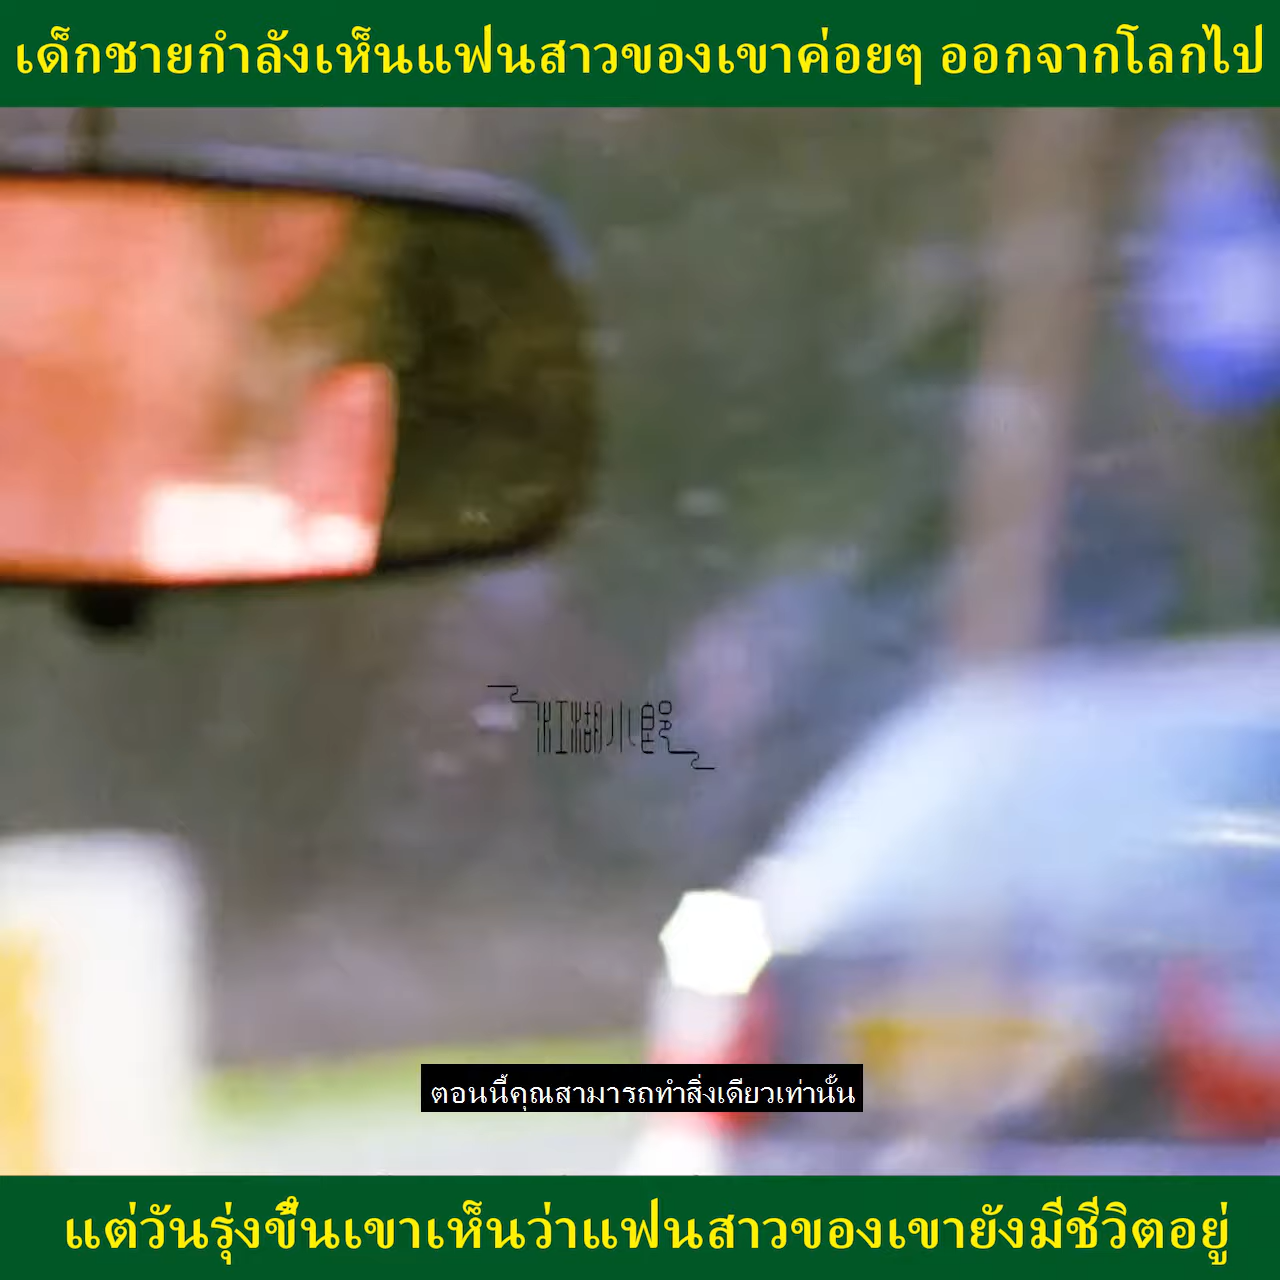 เด็กชายกำลังเห็นแฟนสาวของเขาค่อยๆ ออกจากโลกไป
江湖小郎
ตอนนี้คุณสามารถทำสิ่งเดียวเท่านั้น
แต่วันรุ่งขึ้นเขาเห็นว่าแฟนสาวของเขายังมีชีวิตอยู่